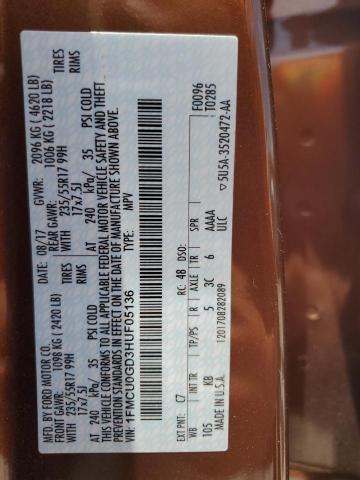 MFD. BY FORD MOTOR CO.
DATE: 08/17 GVWR: 2096 KG ( 4620 LB)
FRONT GAWR: 1098 KG ( 2420 LB) REAR GAWR: 1006 KG ( 2218 LB)
235/55R17 99H TIRES 235/55R17 99H TIRES
17x7.5J RIMS 17x7.5J RIMS
AT 240 kPa/ 35 PSI COLD AT 240 kPa/ 35 PSI COLD
THIS VEHICLE CONFORMS TO ALL APPLICABLE FEDERAL MOTOR VEHICLE SAFETY AND THEFT
PREVENTION STANDARDS IN EFFECT ON THE DATE OF MANUFACTURE SHOWN ABOVE.
VIN: 1FMCU0GD3HUF05136
TYPE: MPV
F0096
T0285
EXT PNT: C7 RC: 48 DSO:
WB INT TR TP/PS R AXLE TR SPR
105 KB 5 3C 6 AAAA
U.S.A. ULC
1201708282089
▽5U5A-3520472-AA